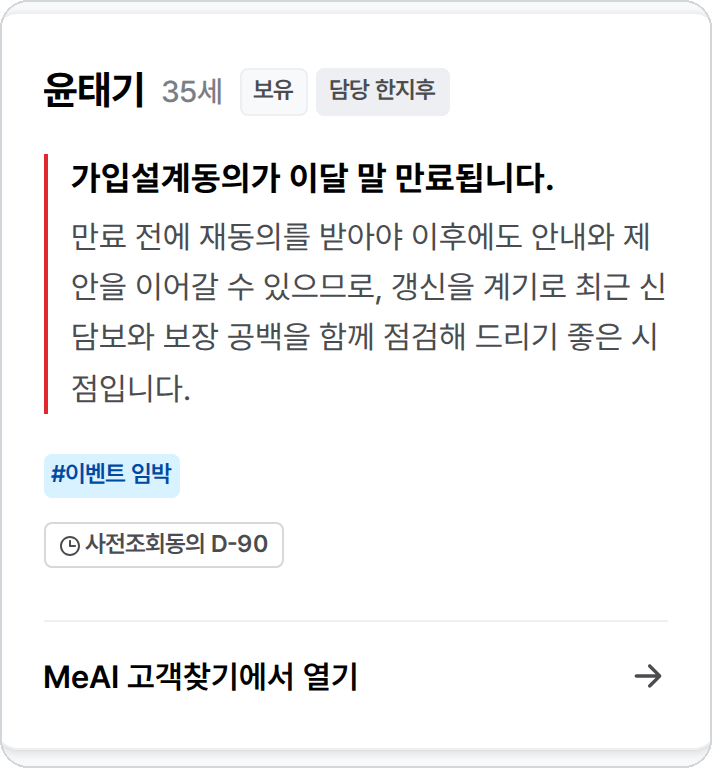 윤태기 35세 보유 담당 한지후
가입설계동의가 이달 말 만료됩니다.
만료 전에 재동의를 받아야 이후에도 안내와 제
안을 이어갈 수 있으므로, 갱신을 계기로 최근 신
담보와 보장 공백을 함께 점검해 드리기 좋은 시
점입니다.
#이벤트 임박
사전조회동의 D-90
MeAI 고객찾기에서 열기